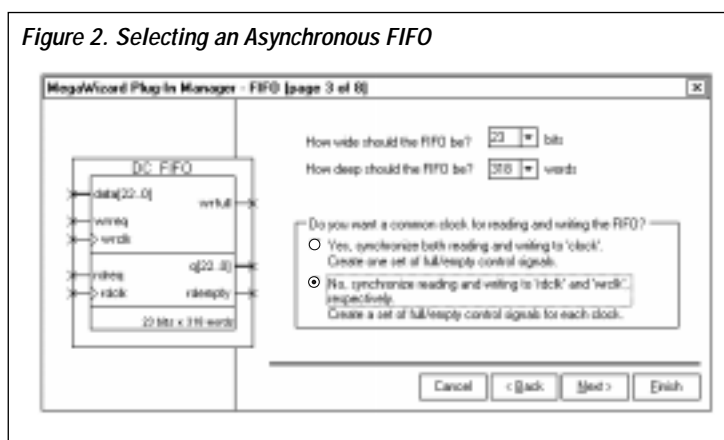 Figure 2. Selecting an Asynchronous FIFO
MegaWizard Plug-In Manager - FIFO [page 3 of 8]
How wide should the FIFO be? 23 bits
How deep should the FIFO be? 318 words
DC_FIFO
data[22..0]
wrfull
wrreq
wrclk
q[22..0]
rdreq
rdempty
rdclk
23 bits x 318 words
Do you want a common clock for reading and writing the FIFO?
Yes, synchronize both reading and writing to 'clock'.
Create one set of full/empty control signals.
No, synchronize reading and writing to 'rdclk' and 'wrclk',
respectively.
Create a set of full/empty control signals for each clock.
Cancel
< Back
Next >
Finish